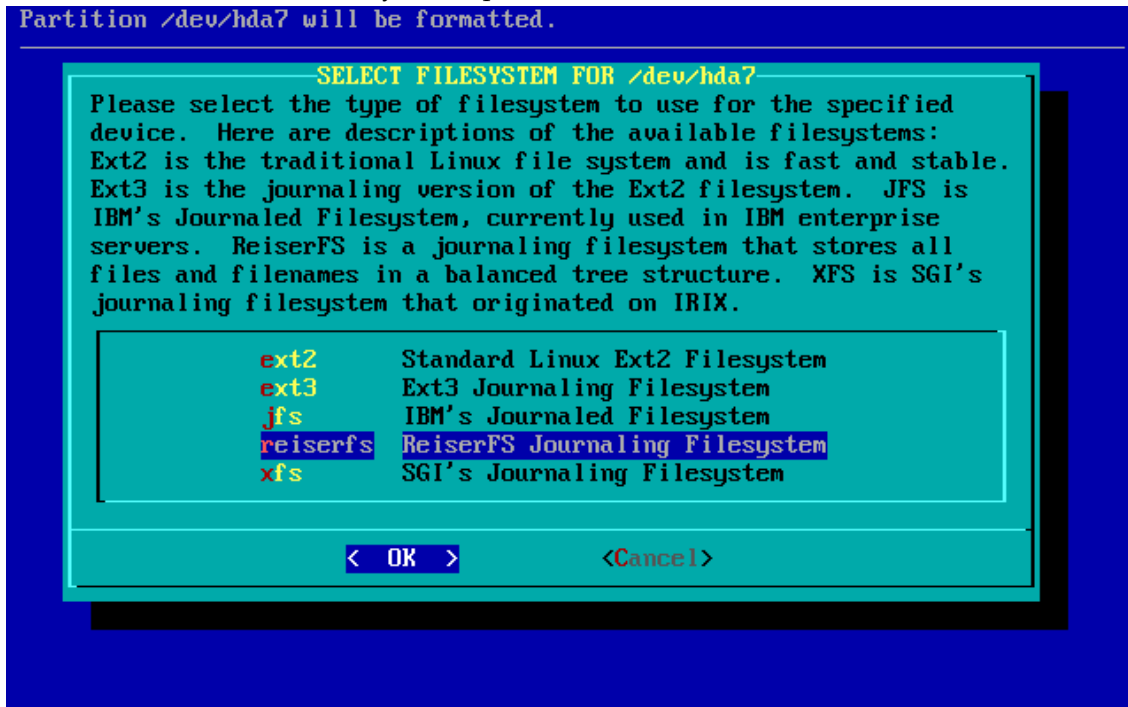 Partition /dev/hda7 will be formatted.
SELECT FILESYSTEM FOR /dev/hda7
Please select the type of filesystem to use for the specified
device.  Here are descriptions of the available filesystems:
Ext2 is the traditional Linux file system and is fast and stable.
Ext3 is the journaling version of the Ext2 filesystem.  JFS is
IBM's Journaled Filesystem, currently used in IBM enterprise
servers.  ReiserFS is a journaling filesystem that stores all
files and filenames in a balanced tree structure.  XFS is SGI's
journaling filesystem that originated on IRIX.
ext2 Standard Linux Ext2 Filesystem
ext3 Ext3 Journaling Filesystem
jfs IBM's Journaled Filesystem
reiserfs ReiserFS Journaling Filesystem
xfs SGI's Journaling Filesystem
< OK > <Cancel>